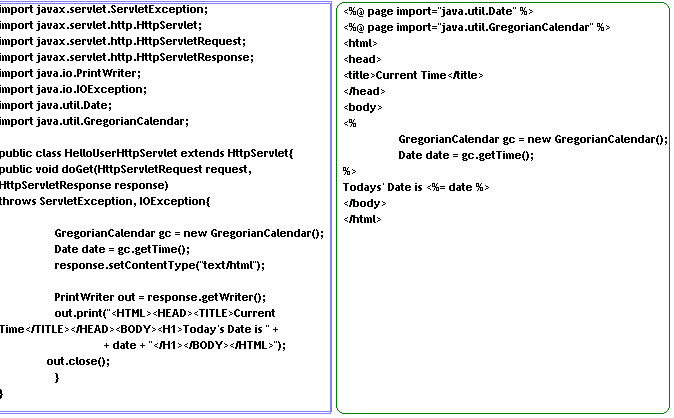 import javax.servlet.ServletException;
import javax.servlet.http.HttpServlet;
import javax.servlet.http.HttpServletRequest;
import javax.servlet.http.HttpServletResponse;
import java.io.PrintWriter;
import java.io.IOException;
import java.util.Date;
import java.util.GregorianCalendar;
public class HelloUserHttpServlet extends HttpServlet{
public void doGet(HttpServletRequest request,
HttpServletResponse response)
throws ServletException, IOException{
GregorianCalendar gc = new GregorianCalendar();
Date date = gc.getTime();
response.setContentType("text/html");
PrintWriter out = response.getWriter();
out.print("<HTML><HEAD><TITLE>Current
Time</TITLE></HEAD><BODY><H1>Today's Date is " +
+ date + "</H1></BODY></HTML>");
out.close();
}
}
<%@ page import="java.util.Date" %>
<%@ page import="java.util.GregorianCalendar" %>
<html>
<head>
<title>Current Time</title>
</head>
<body>
<%
GregorianCalendar gc = new GregorianCalendar();
Date date = gc.getTime();
%>
Todays' Date is <%= date %>
</body>
</html>